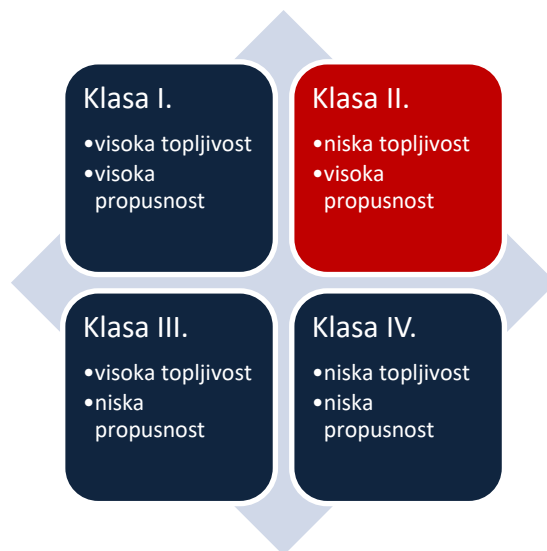 Klasa I.
•visoka topljivost
•visoka
propusnost
Klasa II.
•niska topljivost
•visoka
propusnost
Klasa III.
•visoka topljivost
•niska
propusnost
Klasa IV.
•niska topljivost
•niska
propusnost